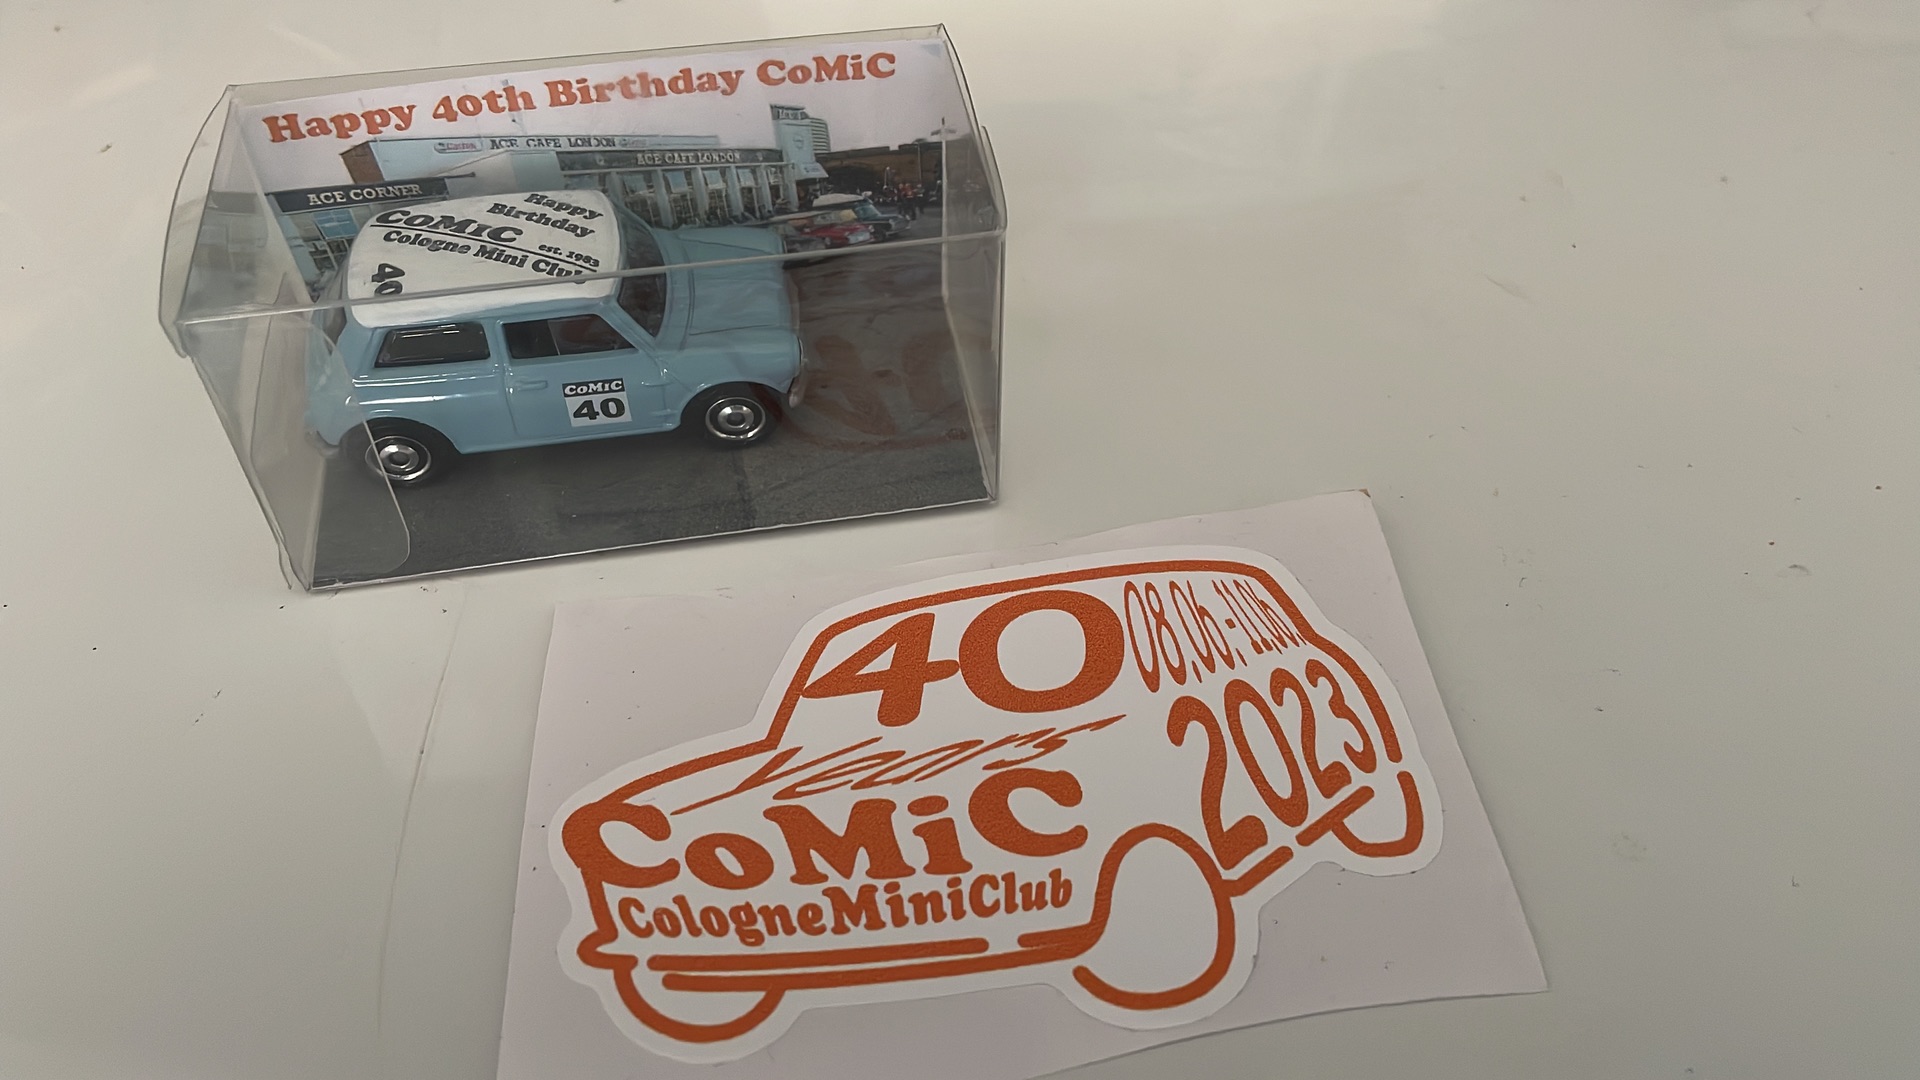 Happy 40th Birthday CoMiC
Castrol ACE CAFE LONDON
ACE CAFE LONDON
ACE CORNER
Happy
Birthday
CoMiC
est. 1983
Cologne Mini Club
40
CoMiC
40
40
08.06.-11.06.
2023
Years
CoMiC
CologneMiniClub